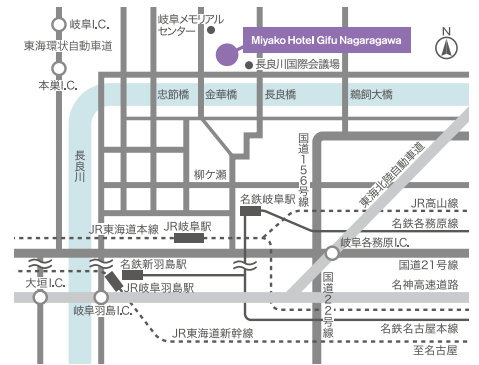 岐阜I.C.
東海環状自動車道
本巣I.C.
岐阜メモリアル
センター
Miyako Hotel Gifu Nagaragawa
N
長良川国際会議場
忠節橋
金華橋
長良橋
鵜飼大橋
長良川
柳ケ瀬
国道156号線
東海北陸自動車道
名鉄岐阜駅
JR高山線
名鉄各務原線
JR東海道本線
JR岐阜駅
岐阜各務原I.C.
国道21号線
名鉄新羽島駅
大垣I.C.
JR岐阜羽島駅
名神高速道路
岐阜羽島I.C.
国道22号線
JR東海道新幹線
名鉄名古屋本線
至名古屋